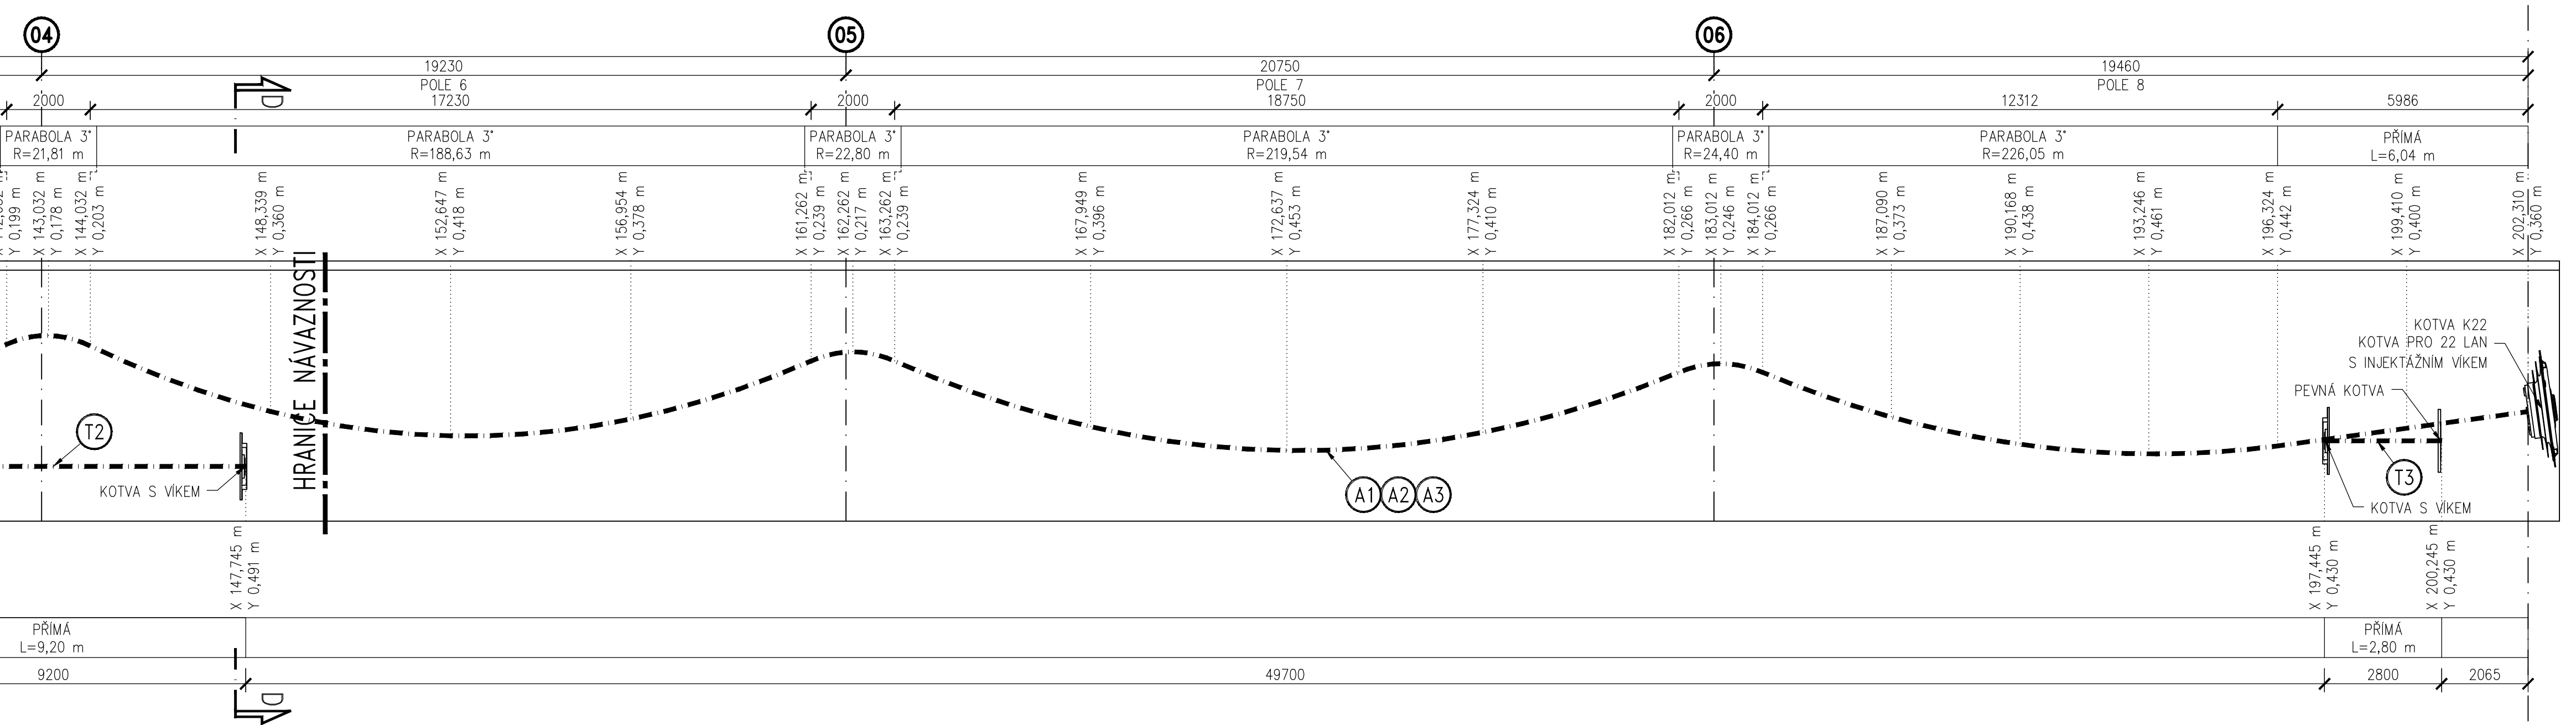 04
05
06
19230
20750
19460
POLE 6
POLE 7
POLE 8
2000
17230
2000
18750
2000
12312
5986
D
PARABOLA 3°
R=21,81 m
PARABOLA 3°
R=188,63 m
PARABOLA 3°
R=22,80 m
PARABOLA 3°
R=219,54 m
PARABOLA 3°
R=24,40 m
PARABOLA 3°
R=226,05 m
PŘÍMÁ
L=6,04 m
Y 0,199 m
X 143,032 m
Y 0,178 m
X 144,032 m
Y 0,203 m
X 148,339 m
Y 0,360 m
X 152,647 m
Y 0,418 m
X 156,954 m
Y 0,378 m
X 161,262 m
Y 0,239 m
X 162,262 m
Y 0,217 m
X 163,262 m
Y 0,239 m
X 167,949 m
Y 0,396 m
X 172,637 m
Y 0,453 m
X 177,324 m
Y 0,410 m
X 182,012 m
Y 0,266 m
X 183,012 m
Y 0,246 m
X 184,012 m
Y 0,266 m
X 187,090 m
Y 0,373 m
X 190,168 m
Y 0,438 m
X 193,246 m
Y 0,461 m
X 196,324 m
Y 0,442 m
X 199,410 m
Y 0,400 m
X 202,310 m
Y 0,360 m
HRANICE NÁVAZNOSTI
KOTVA K22
KOTVA PRO 22 LAN
S INJEKTÁŽNÍM VÍKEM
PEVNÁ KOTVA
T2
KOTVA S VÍKEM
A1
A2
A3
T3
KOTVA S VÍKEM
X 147,745 m
Y 0,491 m
X 197,445 m
Y 0,430 m
X 200,245 m
Y 0,430 m
PŘÍMÁ
L=9,20 m
PŘÍMÁ
L=2,80 m
9200
49700
2800
2065
D